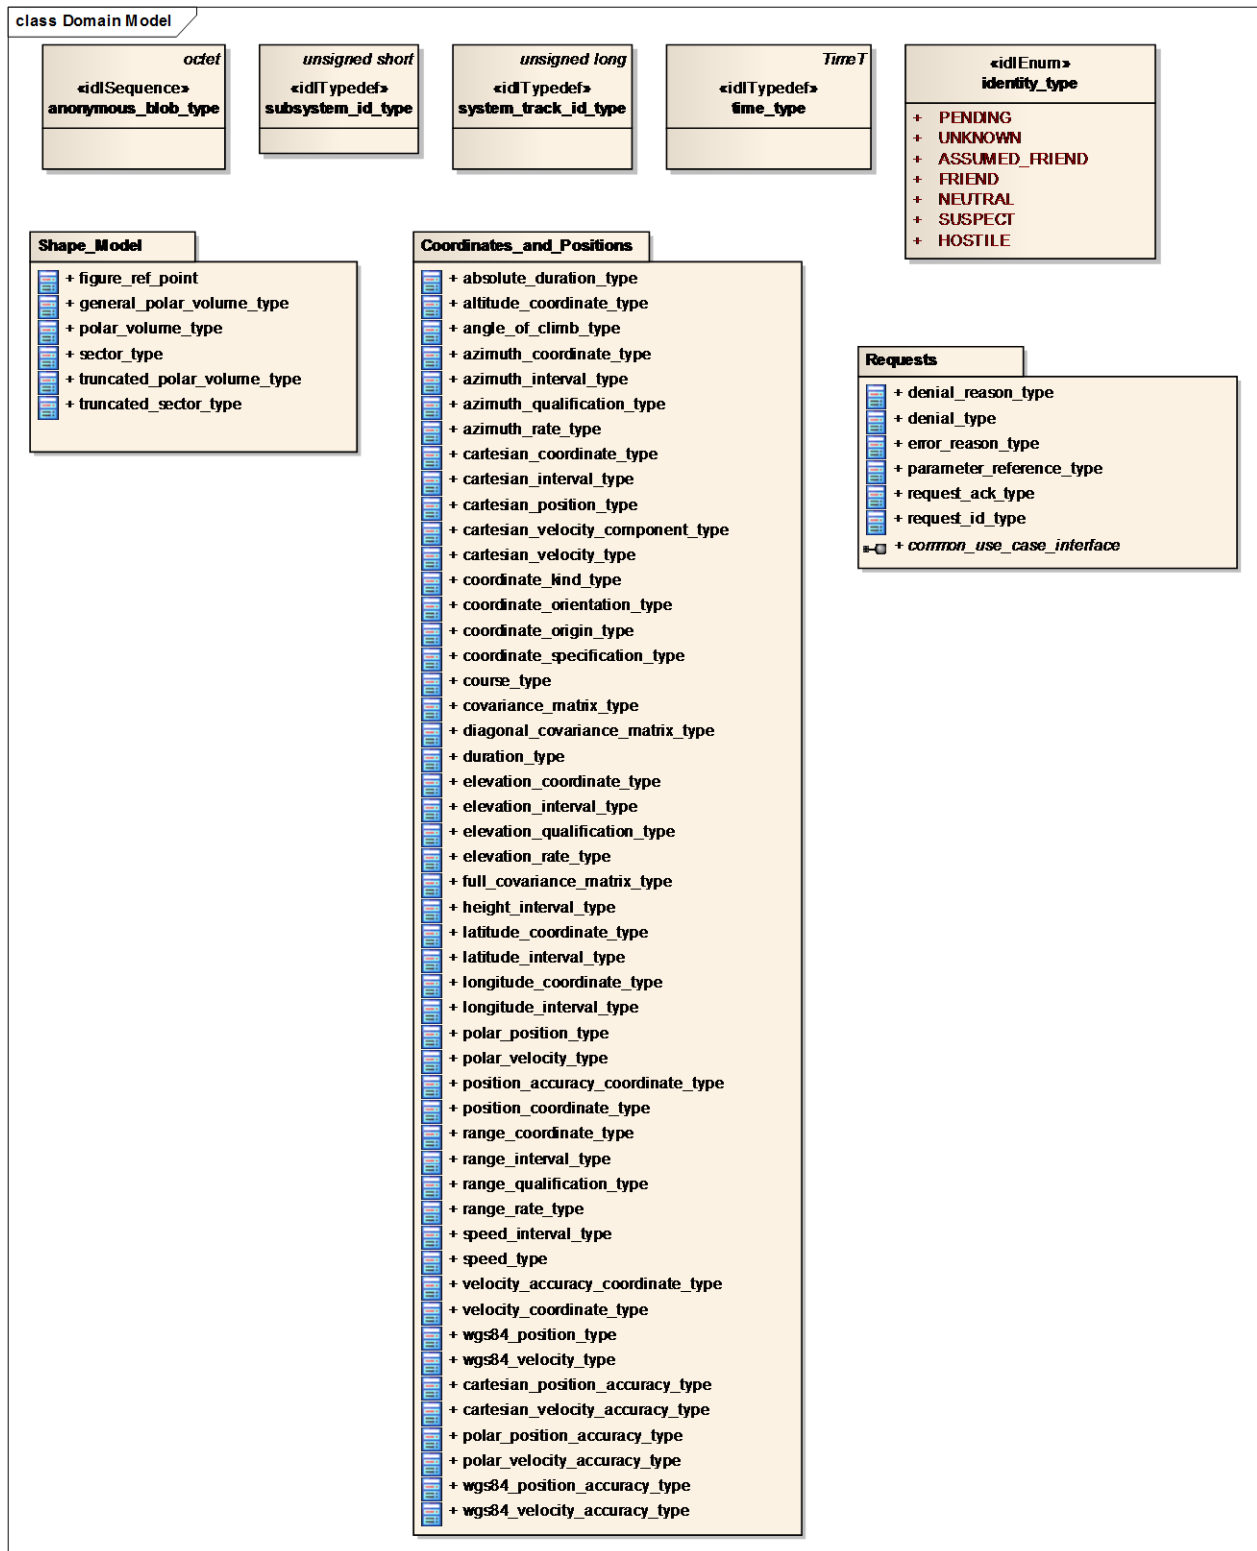 class Domain Model
octet
«idlSequence»
anonymous_blob_type
unsigned short
«idlTypedef»
subsystem_id_type
unsigned long
«idlTypedef»
system_track_id_type
TimeT
«idlTypedef»
time_type
«idlEnum»
identity_type
+ PENDING
+ UNKNOWN
+ ASSUMED_FRIEND
+ FRIEND
+ NEUTRAL
+ SUSPECT
+ HOSTILE
Shape_Model
+ figure_ref_point
+ general_polar_volume_type
+ polar_volume_type
+ sector_type
+ truncated_polar_volume_type
+ truncated_sector_type
Coordinates_and_Positions
+ absolute_duration_type
+ altitude_coordinate_type
+ angle_of_climb_type
+ azimuth_coordinate_type
+ azimuth_interval_type
+ azimuth_qualification_type
+ azimuth_rate_type
+ cartesian_coordinate_type
+ cartesian_interval_type
+ cartesian_position_type
+ cartesian_velocity_component_type
+ cartesian_velocity_type
+ coordinate_kind_type
+ coordinate_orientation_type
+ coordinate_origin_type
+ coordinate_specification_type
+ course_type
+ covariance_matrix_type
+ diagonal_covariance_matrix_type
+ duration_type
+ elevation_coordinate_type
+ elevation_interval_type
+ elevation_qualification_type
+ elevation_rate_type
+ full_covariance_matrix_type
+ height_interval_type
+ latitude_coordinate_type
+ latitude_interval_type
+ longitude_coordinate_type
+ longitude_interval_type
+ polar_position_type
+ polar_velocity_type
+ position_accuracy_coordinate_type
+ position_coordinate_type
+ range_coordinate_type
+ range_interval_type
+ range_qualification_type
+ range_rate_type
+ speed_interval_type
+ speed_type
+ velocity_accuracy_coordinate_type
+ velocity_coordinate_type
+ wgs84_position_type
+ wgs84_velocity_type
+ cartesian_position_accuracy_type
+ cartesian_velocity_accuracy_type
+ polar_position_accuracy_type
+ polar_velocity_accuracy_type
+ wgs84_position_accuracy_type
+ wgs84_velocity_accuracy_type
Requests
+ denial_reason_type
+ denial_type
+ error_reason_type
+ parameter_reference_type
+ request_ack_type
+ request_id_type
+ common_use_case_interface